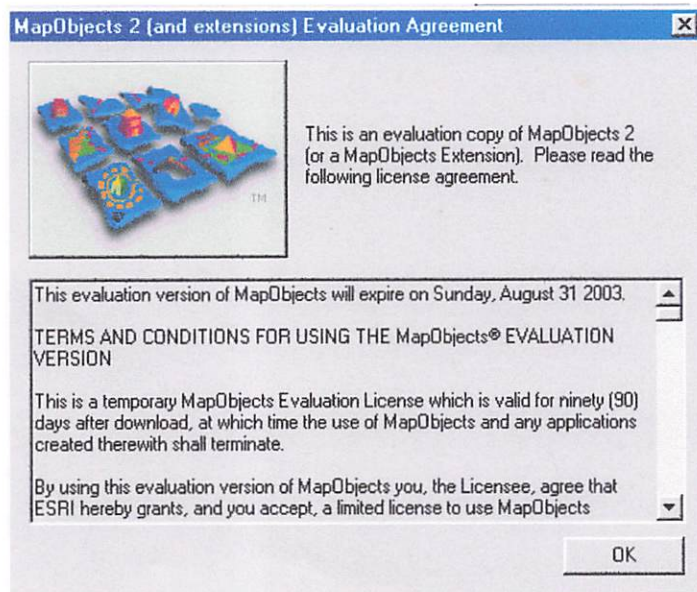 MapObjects 2 (and extensions) Evaluation Agreement
TM
This is an evaluation copy of MapObjects 2
(or a MapObjects Extension). Please read the
following license agreement.
This evaluation version of MapObjects will expire on Sunday, August 31 2003.
TERMS AND CONDITIONS FOR USING THE MapObjects® EVALUATION
VERSION
This is a temporary MapObjects Evaluation License which is valid for ninety (90)
days after download, at which time the use of MapObjects and any applications
created therewith shall terminate.
By using this evaluation version of MapObjects you, the Licensee, agree that
ESRI hereby grants, and you accept, a limited license to use MapObjects
OK